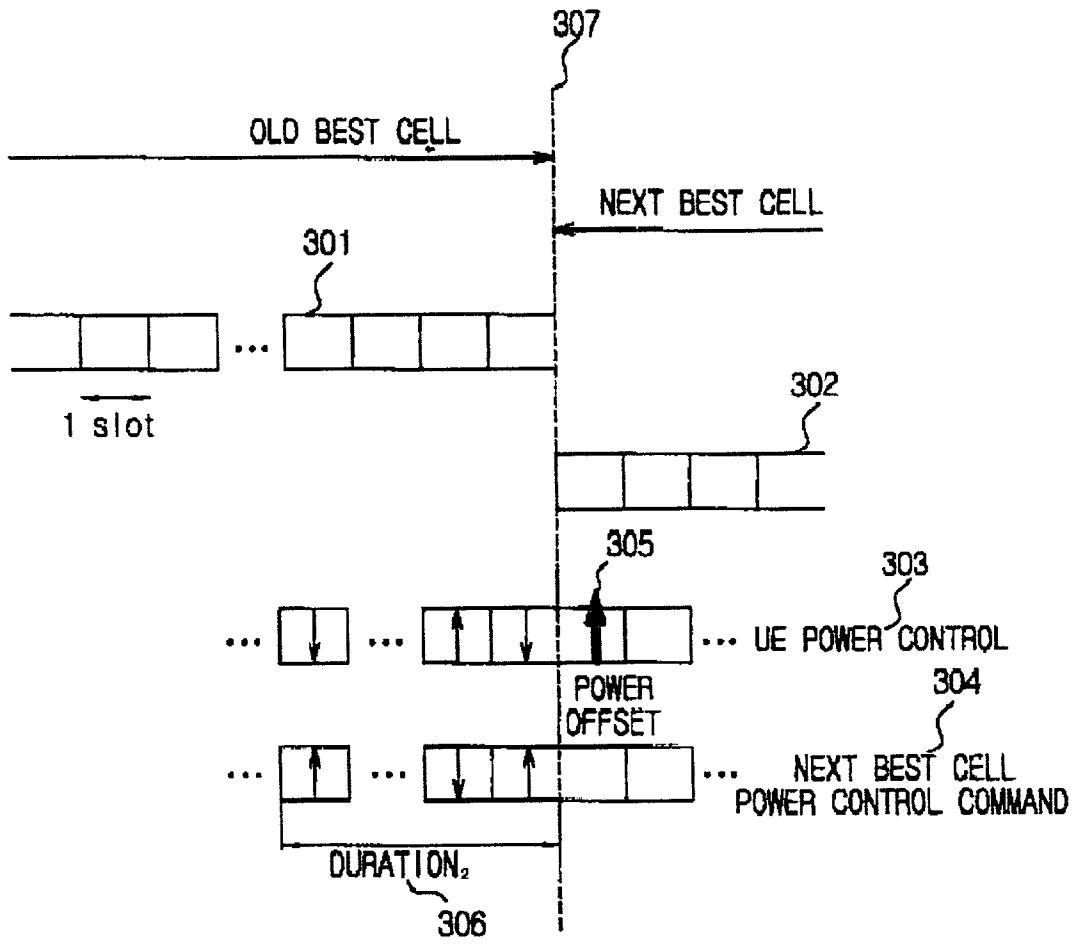 307
OLD BEST CELL
NEXT BEST CELL
301
...
302
1 slot
305
303
... ... ... UE POWER CONTROL
304
POWER
OFFSET
... ... ... NEXT BEST CELL
POWER CONTROL COMMAND
DURATION₂
306